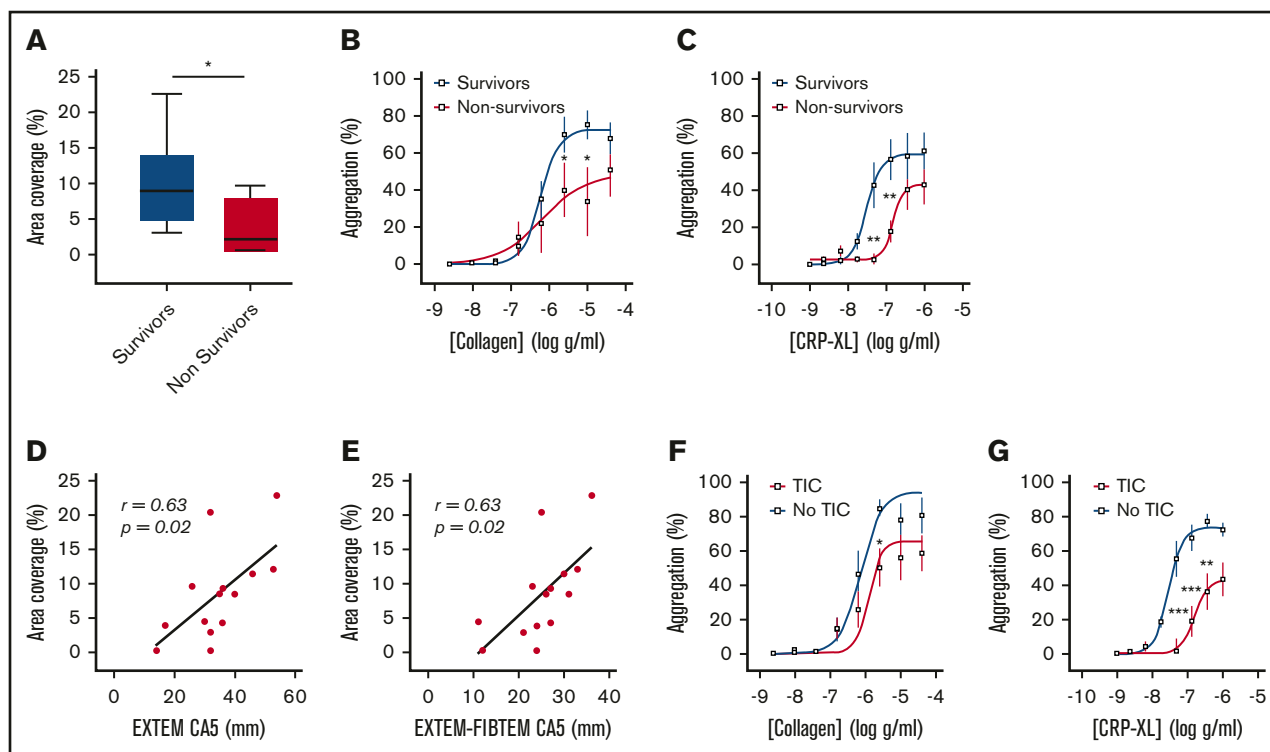 A
Area coverage (%)
25
20
15
10
5
0
*
Survivors
Non Survivors
B
Aggregation (%)
100
80
60
40
20
0
Survivors
Non-survivors
* *
-9 -8 -7 -6 -5 -4
[Collagen] (log g/ml)
C
Aggregation (%)
100
80
60
40
20
0
Survivors
Non-survivors
**
**
-10 -9 -8 -7 -6 -5
[CRP-XL] (log g/ml)
D
Area coverage (%)
25
20
15
10
5
0
r = 0.63
p = 0.02
0 20 40 60
EXTEM CA5 (mm)
E
Area coverage (%)
25
20
15
10
5
0
r = 0.63
p = 0.02
0 10 20 30 40
EXTEM-FIBTEM CA5 (mm)
F
Aggregation (%)
100
80
60
40
20
0
TIC
No TIC
*
-9 -8 -7 -6 -5 -4
[Collagen] (log g/ml)
G
Aggregation (%)
100
80
60
40
20
0
TIC
No TIC
**
***
***
-10 -9 -8 -7 -6 -5
[CRP-XL] (log g/ml)